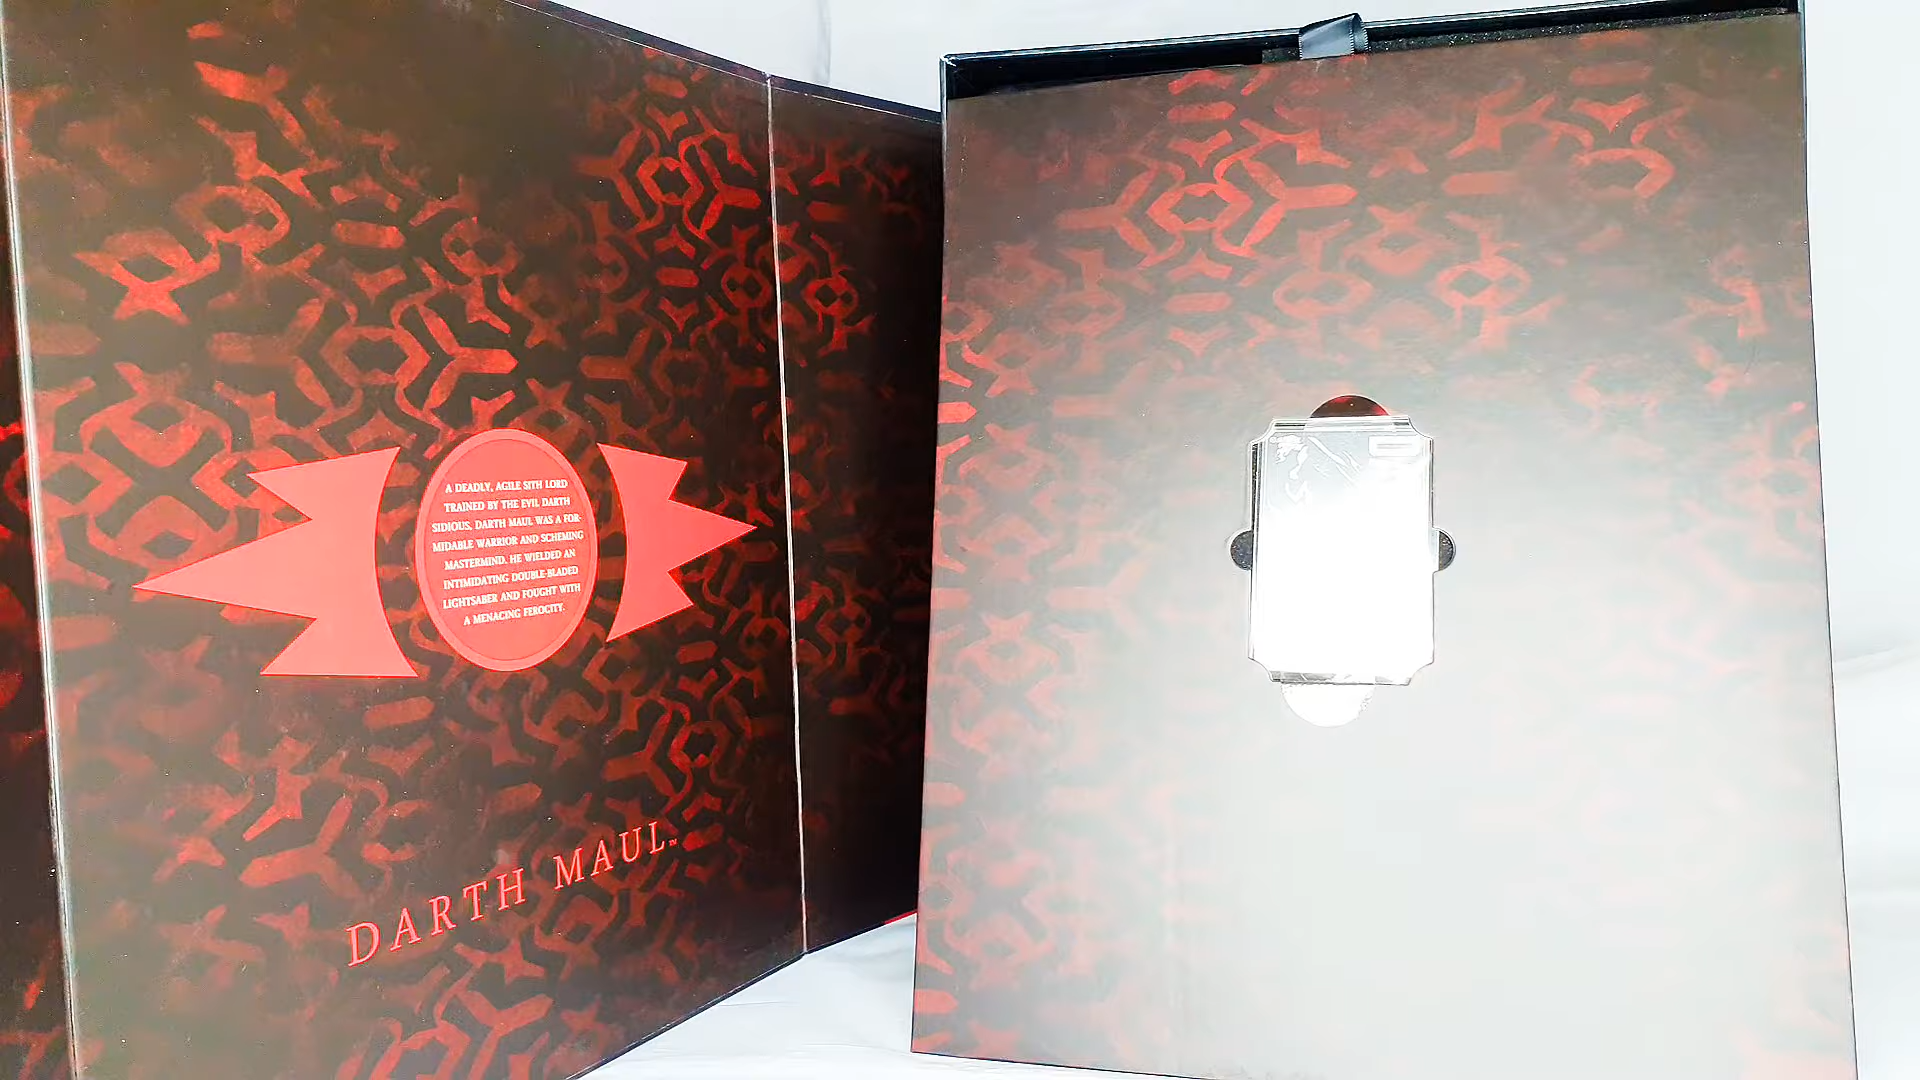 A DEADLY, AGILE SITH LORD
TRAINED BY THE EVIL DARTH
SIDIOUS, DARTH MAUL WAS A FOR-
MIDABLE WARRIOR AND SCHEMING
MASTERMIND. HE WIELDED AN
INTIMIDATING DOUBLE-BLADED
LIGHTSABER AND FOUGHT WITH
A MENACING FEROCITY.
DARTH MAUL™